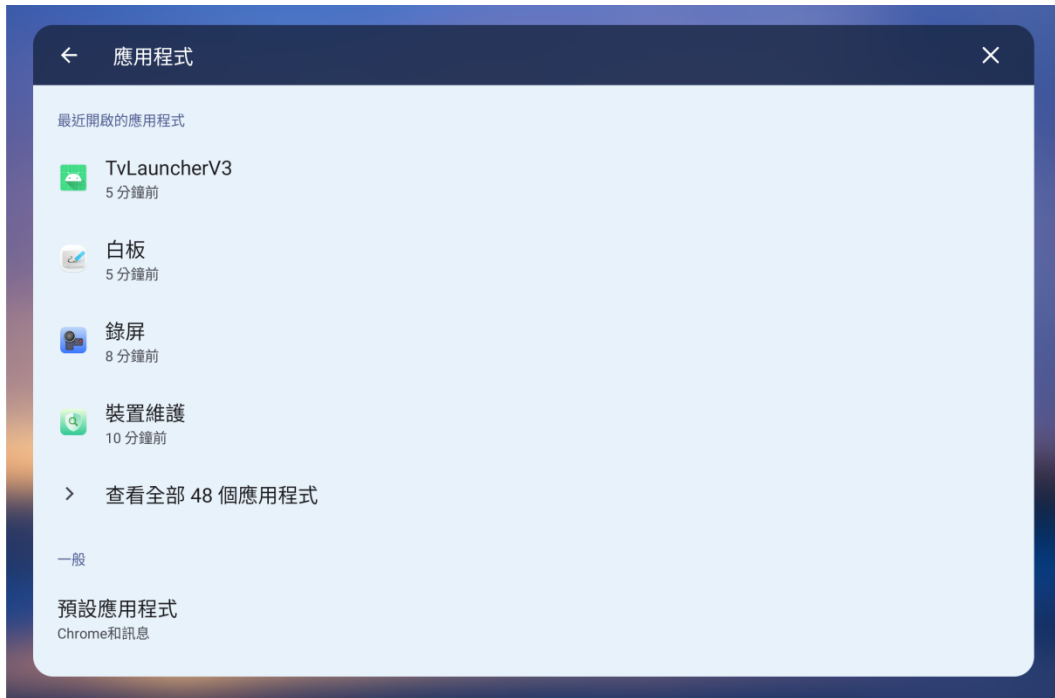 應用程式
最近開啟的應用程式
TvLauncherV3
5 分鐘前
白板
5 分鐘前
錄屏
8 分鐘前
裝置維護
10 分鐘前
查看全部 48 個應用程式
一般
預設應用程式
Chrome和訊息